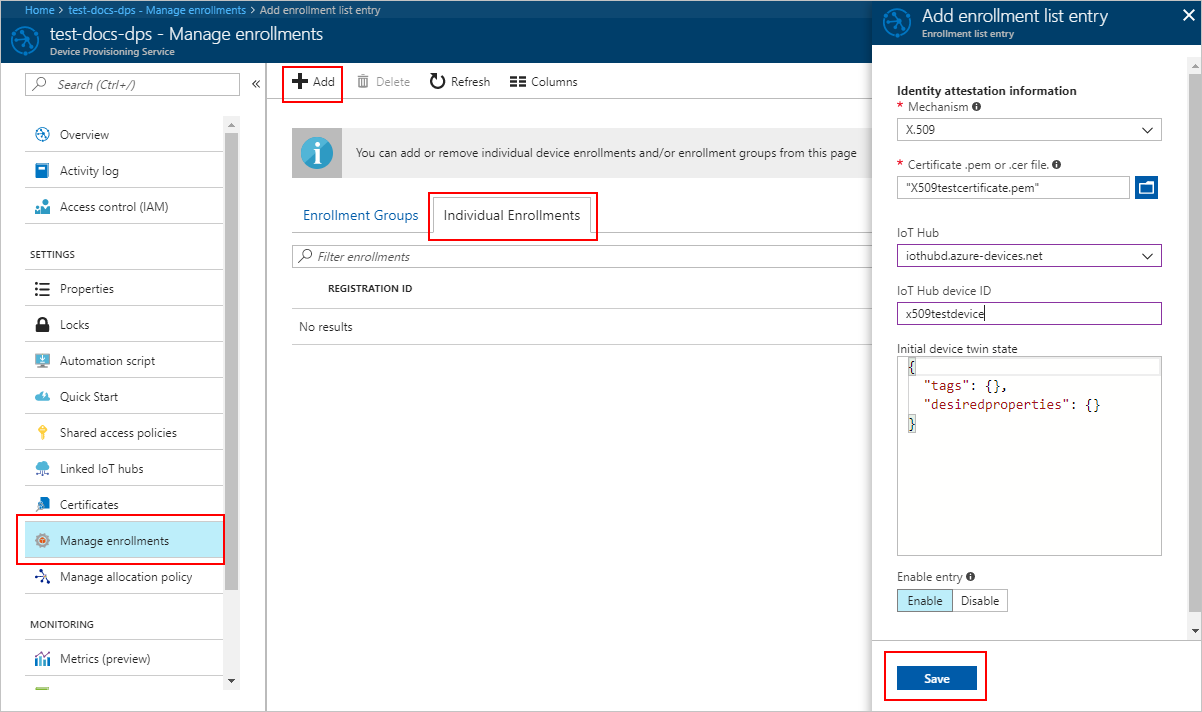 Home > test-docs-dps - Manage enrollments > Add enrollment list entry
test-docs-dps - Manage enrollments
Device Provisioning Service
Search (Ctrl+/)
«
Overview
Activity log
Access control (IAM)
SETTINGS
Properties
Locks
Automation script
Quick Start
Shared access policies
Linked IoT hubs
Certificates
Manage enrollments
Manage allocation policy
MONITORING
Metrics (preview)
Add Delete Refresh Columns
You can add or remove individual device enrollments and/or enrollment groups from this page
Enrollment Groups Individual Enrollments
Filter enrollments
REGISTRATION ID
No results
Add enrollment list entry
Enrollment list entry
Identity attestation information
* Mechanism
X.509
* Certificate .pem or .cer file.
"X509testcertificate.pem"
IoT Hub
iothubd.azure-devices.net
IoT Hub device ID
x509testdevice
Initial device twin state
{
"tags": {},
"desiredproperties": {}
}
Enable entry
Enable Disable
Save